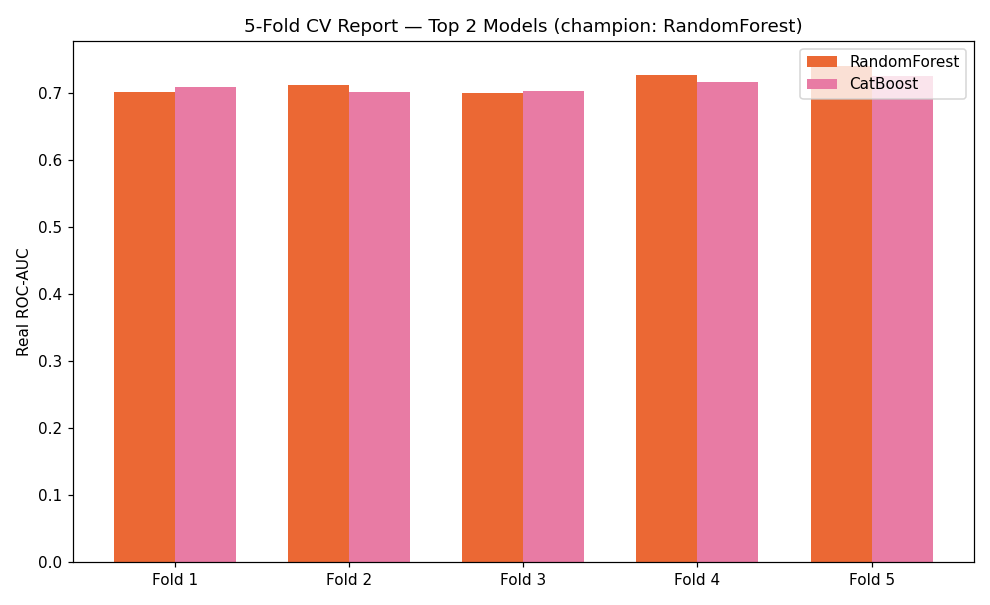 5-Fold CV Report — Top 2 Models (champion: RandomForest)
RandomForest
CatBoost
Real ROC-AUC
0.7
0.6
0.5
0.4
0.3
0.2
0.1
0.0
Fold 1
Fold 2
Fold 3
Fold 4
Fold 5